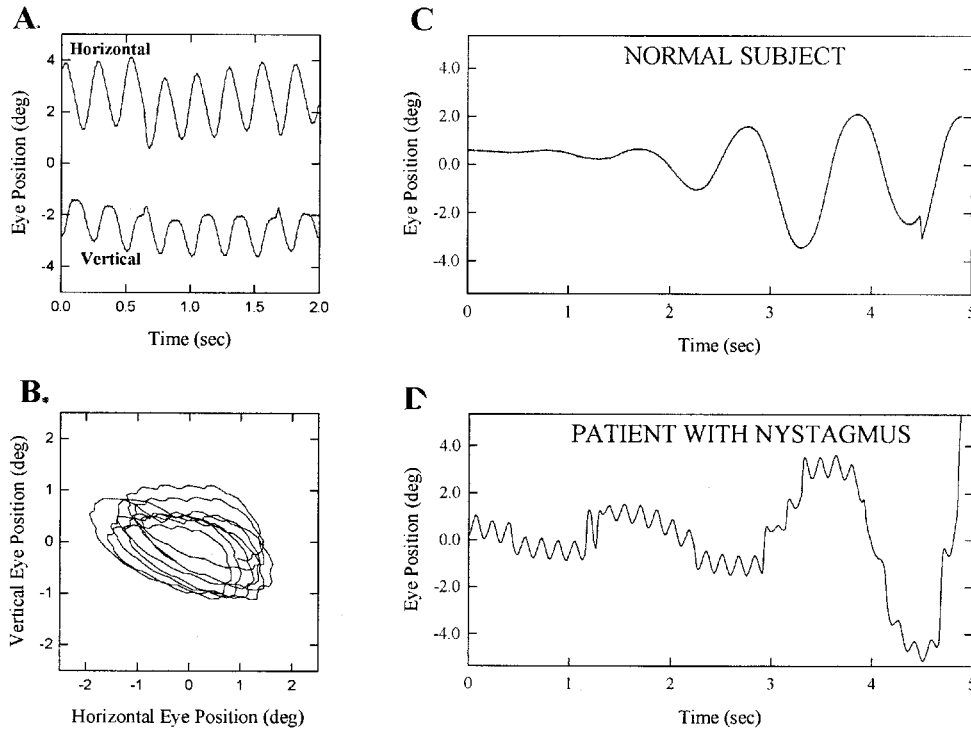 A.
Horizontal
Vertical
Eye Position (deg)
4
2
0
-2
-4
0.0 0.5 1.0 1.5 2.0
Time (sec)
C
NORMAL SUBJECT
Eye Position (deg)
4.0
2.0
0.0
-2.0
-4.0
0 1 2 3 4 5
Time (sec)
B.
Vertical Eye Position (deg)
2
1
0
-1
-2
-2 -1 0 1 2
Horizontal Eye Position (deg)
D
PATIENT WITH NYSTAGMUS
Eye Position (deg)
4.0
2.0
0.0
-2.0
-4.0
0 1 2 3 4 5
Time (sec)